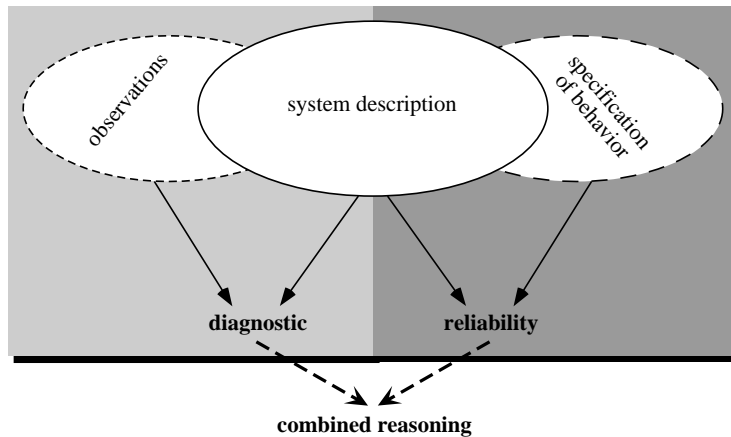 observations
system description
specification
of behavior
diagnostic
reliability
combined reasoning